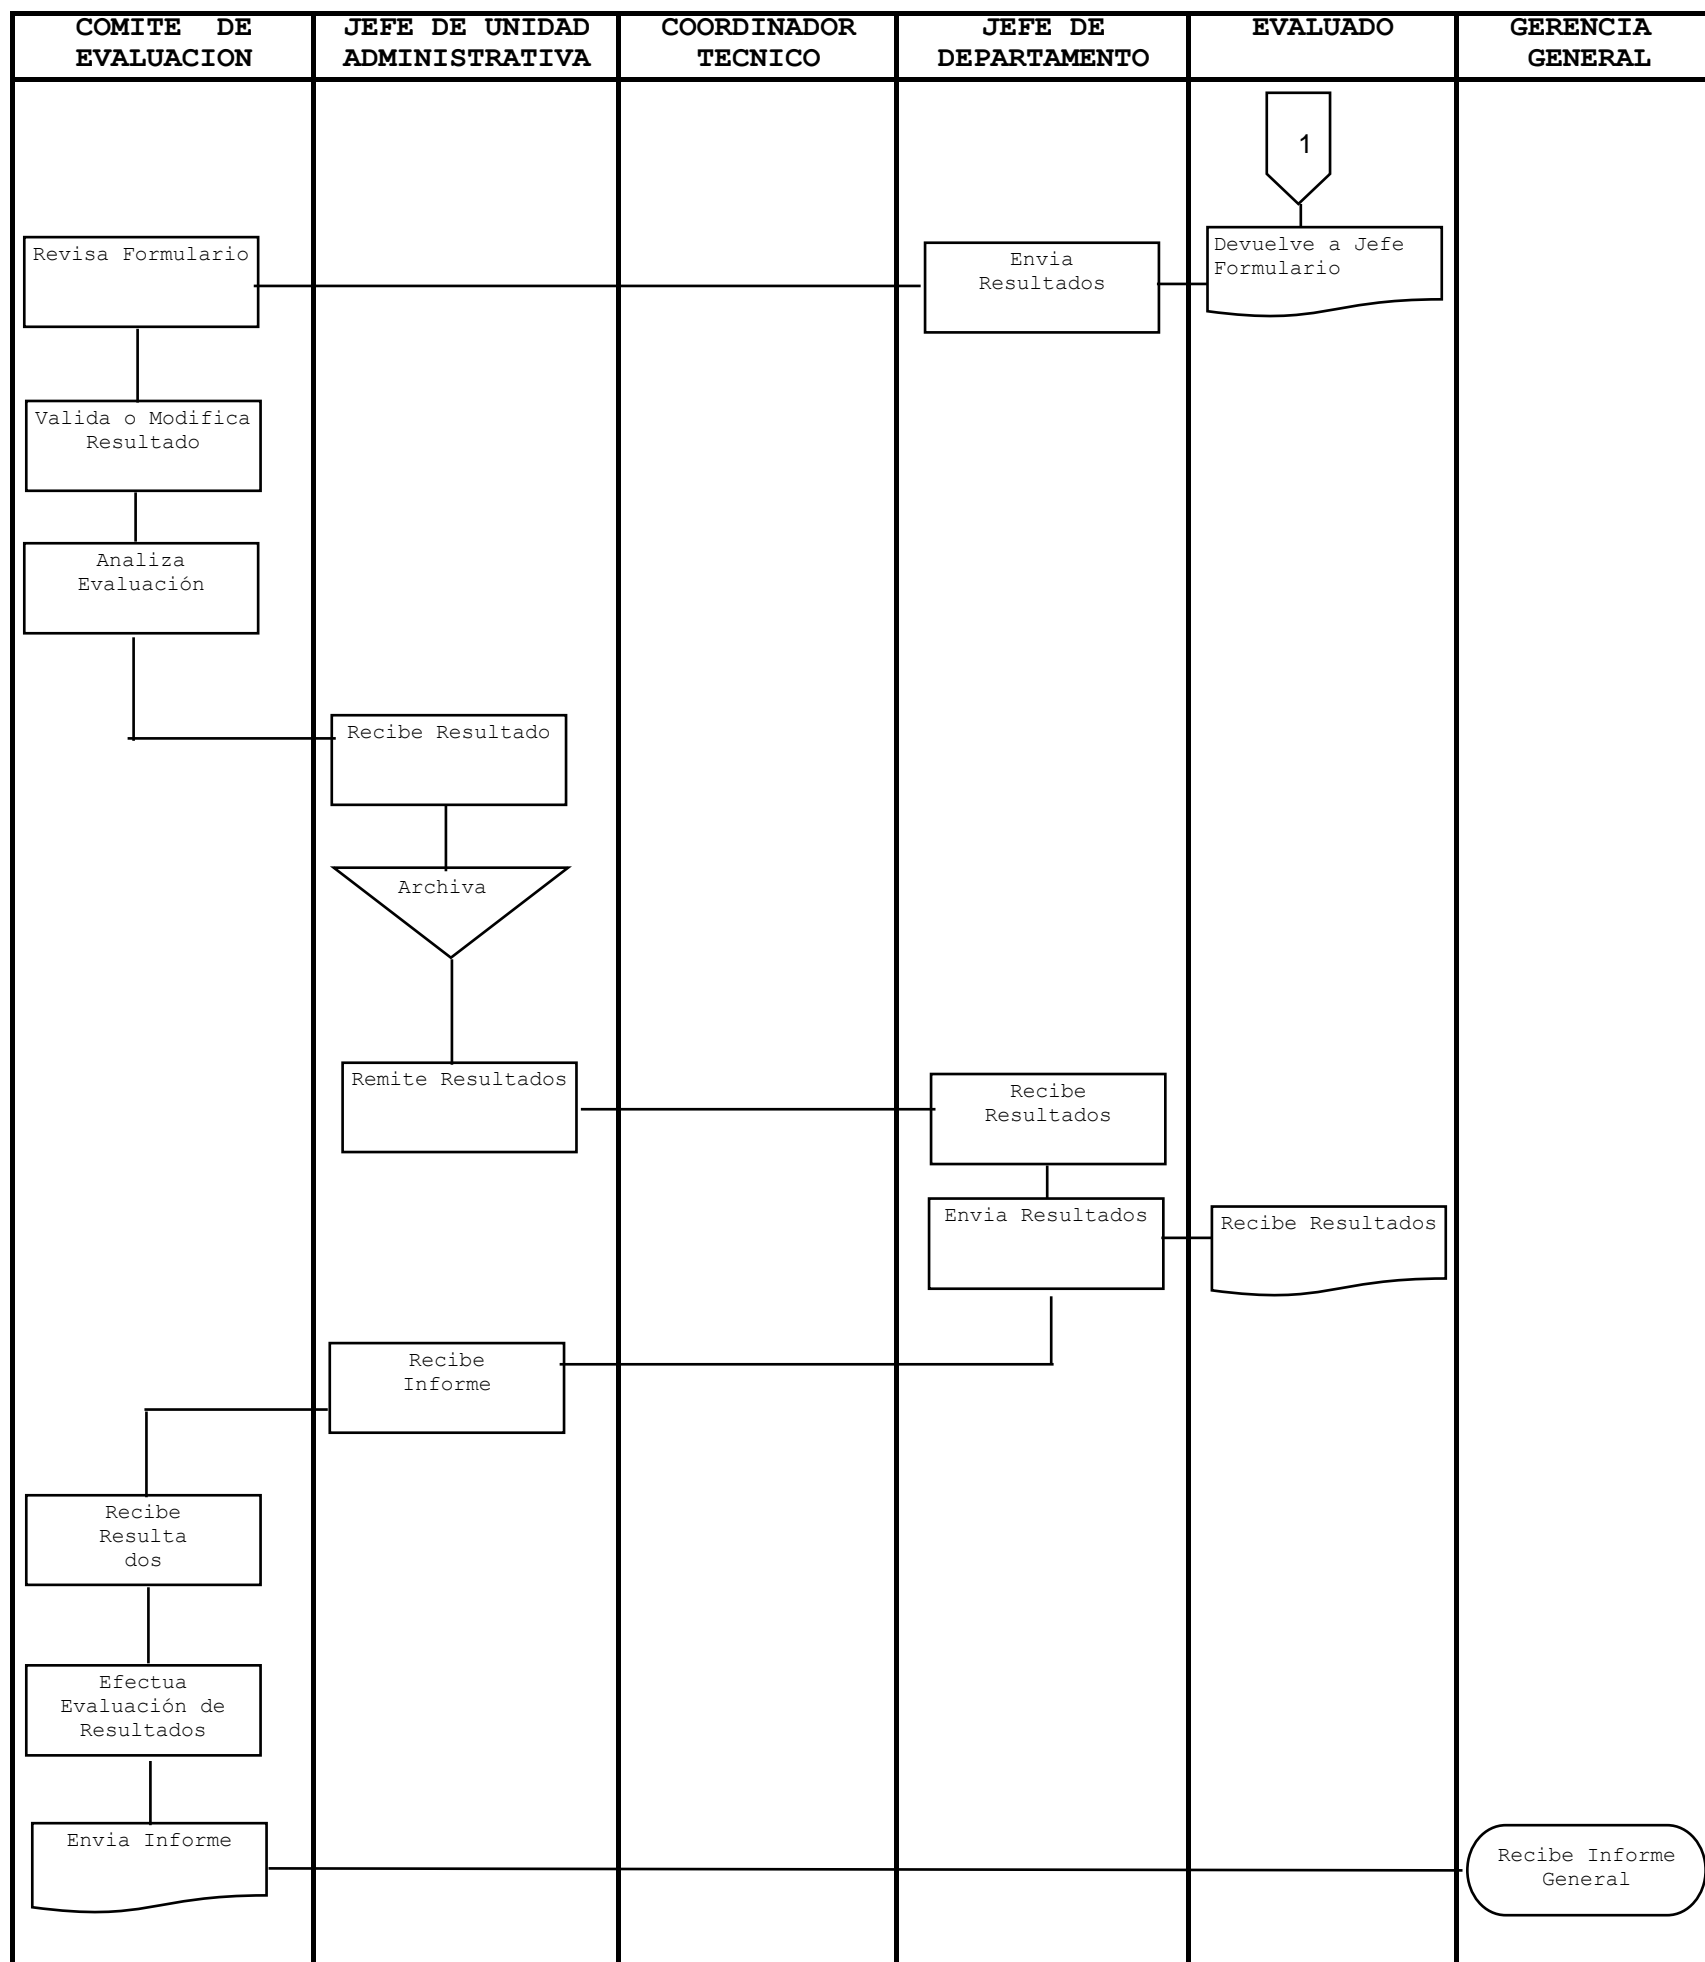 COMITE DE
EVALUACION
JEFE DE UNIDAD
ADMINISTRATIVA
COORDINADOR
TECNICO
JEFE DE
DEPARTAMENTO
EVALUADO
GERENCIA
GENERAL
1
Revisa Formulario
Envia
Resultados
Devuelve a Jefe
Formulario
Valida o Modifica
Resultado
Analiza
Evaluación
Recibe Resultado
Archiva
Remite Resultados
Recibe
Resultados
Envia Resultados
Recibe Resultados
Recibe
Informe
Recibe
Resulta
dos
Efectua
Evaluación de
Resultados
Envia Informe
Recibe Informe
General